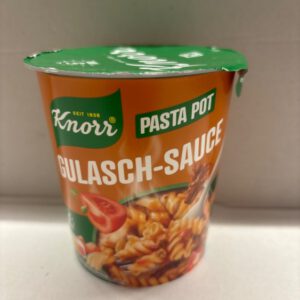 SEIT 1838
Knorr®
PASTA POT
GULASCH-SAUCE